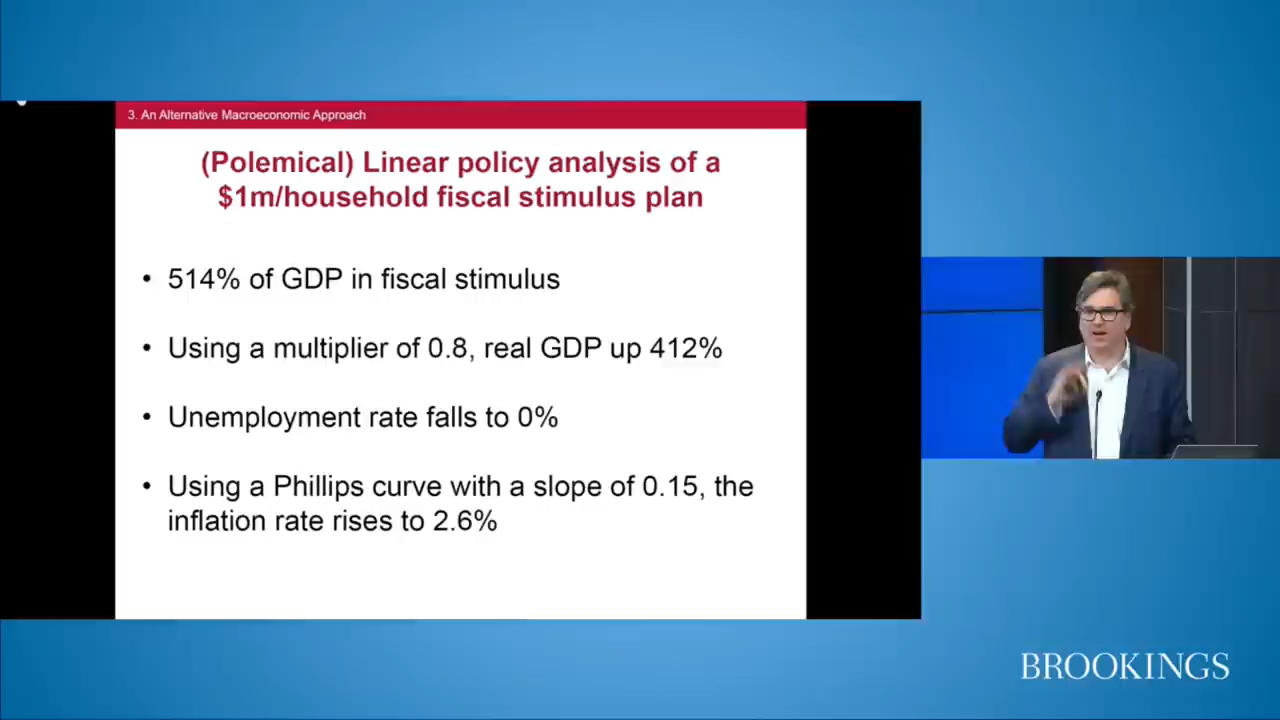 3. An Alternative Macroeconomic Approach
(Polemical) Linear policy analysis of a
$1m/household fiscal stimulus plan
• 514% of GDP in fiscal stimulus
• Using a multiplier of 0.8, real GDP up 412%
• Unemployment rate falls to 0%
• Using a Phillips curve with a slope of 0.15, the
inflation rate rises to 2.6%
BROOKINGS